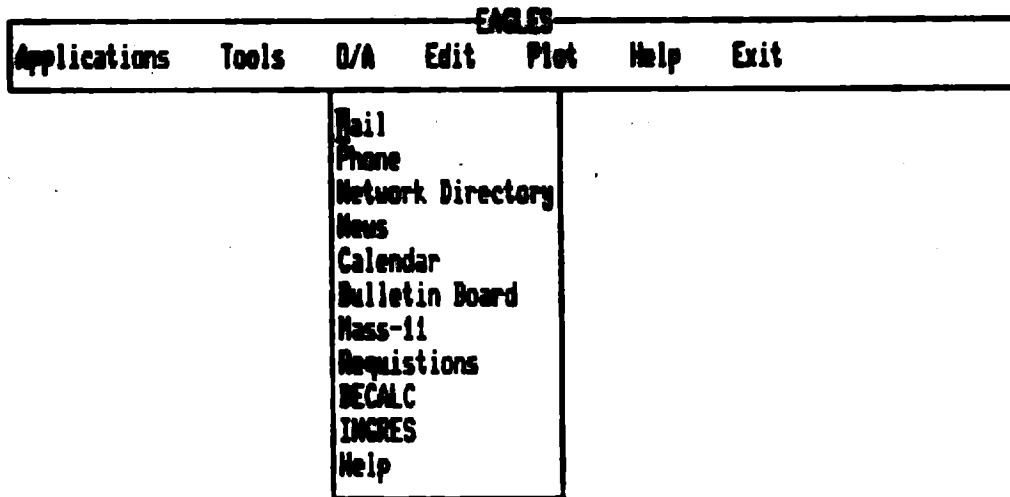 EAGLES
Applications Tools O/A Edit Plot Help Exit
Mail
Phone
Network Directory
News
Calendar
Bulletin Board
Mass-11
Requistions
DECALC
INGRES
Help